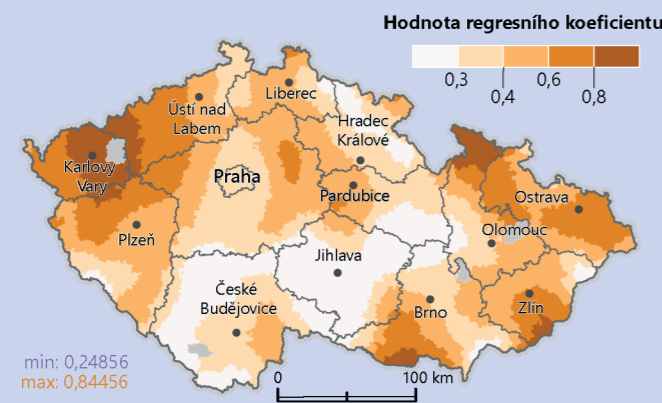 Hodnota regresního koeficientu
0,3
0,4
0,6
0,8
Liberec
Ústí nad
Labem
Hradec
Králové
Karlovy
Vary
Praha
Pardubice
Ostrava
Plzeň
Olomouc
Jihlava
České
Budějovice
Brno
Zlín
min: 0,24856
max: 0,84456
0
100 km